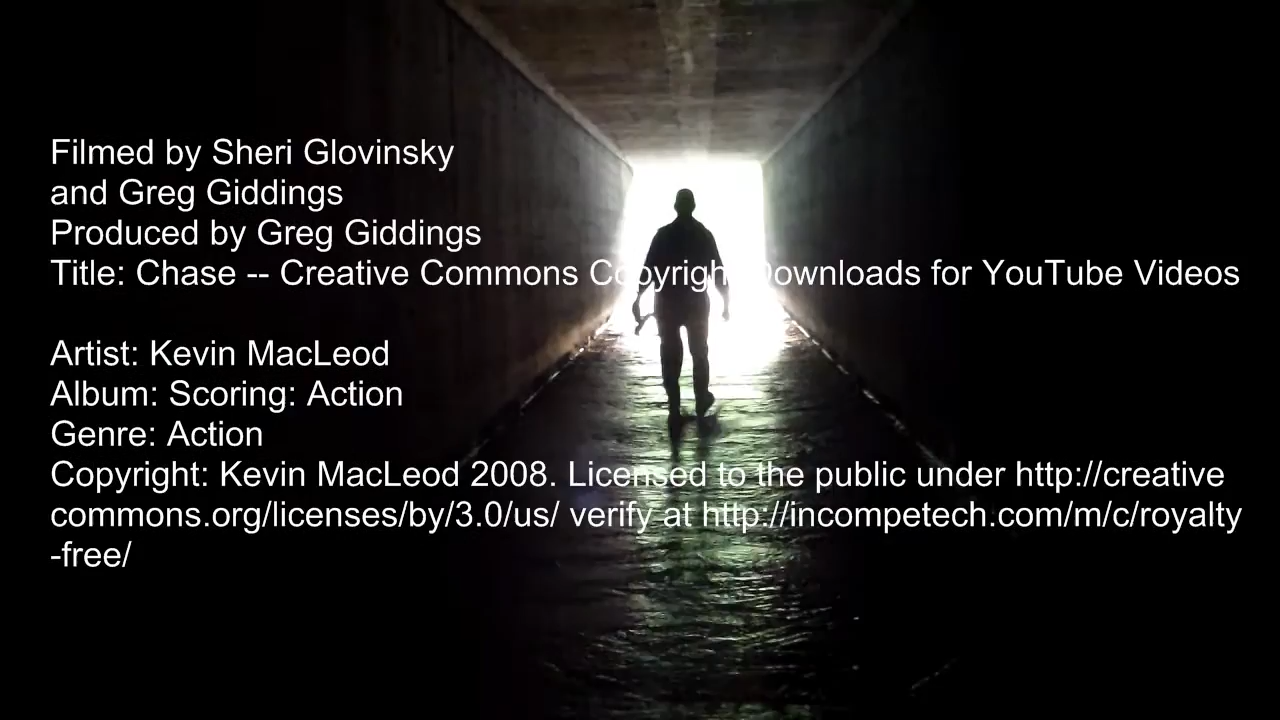 Filmed by Sheri Glovinsky
and Greg Giddings
Produced by Greg Giddings
Title: Chase -- Creative Commons Copyright Downloads for YouTube Videos
Artist: Kevin MacLeod
Album: Scoring: Action
Genre: Action
Copyright: Kevin MacLeod 2008. Licensed to the public under http://creative
commons.org/licenses/by/3.0/us/ verify at http://incompetech.com/m/c/royalty
-free/